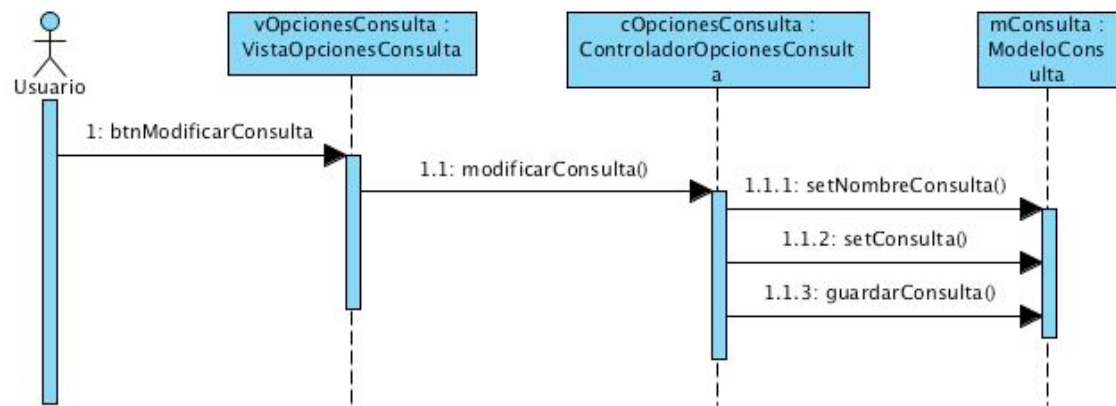 vOpcionesConsulta :
VistaOpcionesConsulta
cOpcionesConsulta :
ControladorOpcionesConsult
a
mConsulta :
ModeloCons
ulta
Usuario
1: btnModificarConsulta
1.1: modificarConsulta()
1.1.1: setNombreConsulta()
1.1.2: setConsulta()
1.1.3: guardarConsulta()